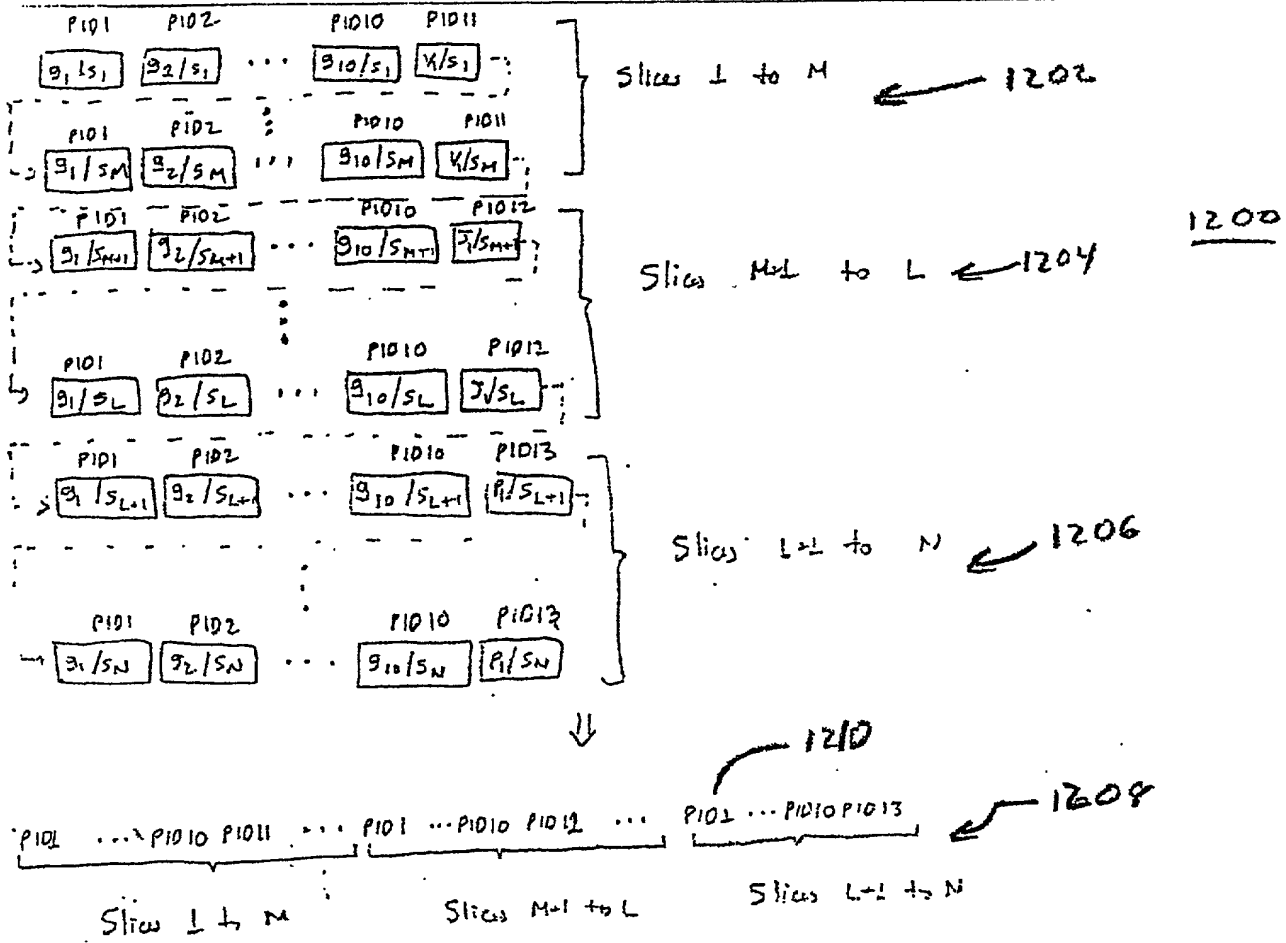 PID1 PID2 PID10 PID11
g1/s1 g2/s1 ... g10/s1 V1/s1
Slices 1 to M 1202
PID1 PID2 PID10 PID11
g1/sM g2/sM ... g10/sM V1/sM
PID1 PID2 PID10 PID12
g1/sM+1 g2/sM+1 ... g10/sM+1 J1/sM+1
1200
Slices M+1 to L 1204
PID1 PID2 PID10 PID12
g1/sL g2/sL ... g10/sL J1/sL
PID1 PID2 PID10 PID13
g1/sL+1 g2/sL+1 ... g10/sL+1 P1/sL+1
Slices L+1 to N 1206
PID1 PID2 PID10 PID13
g1/sN g2/sN ... g10/sN P1/sN
1210
1208
PID1 ... PID10 PID11 ... PID1 ... PID10 PID12 ... PID1 ... PID10 PID13
Slices 1 to M Slices M+1 to L Slices L+1 to N